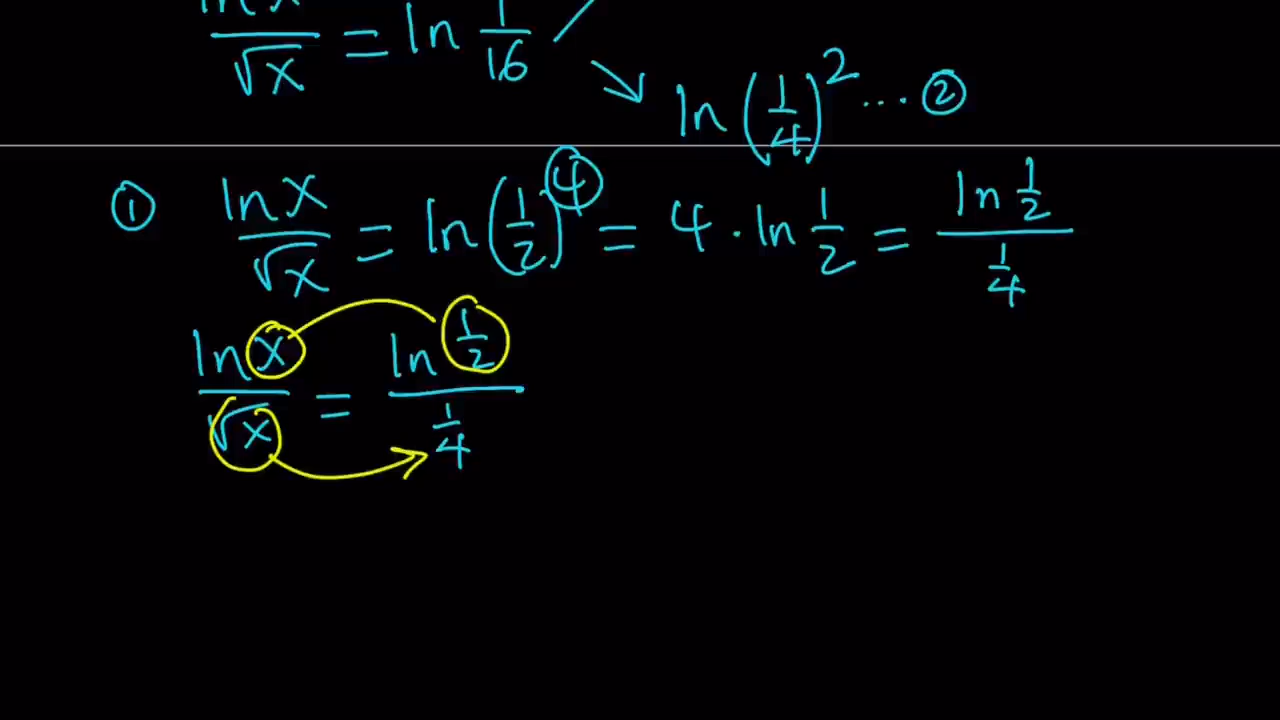 ln x / √x = ln 1/16
ln(1/4)^2 ... ②
① ln x / √x = ln(1/2)^4 = 4 · ln 1/2 = ln 1/2 / 1/4
ln x / √x = ln 1/2 / 1/4